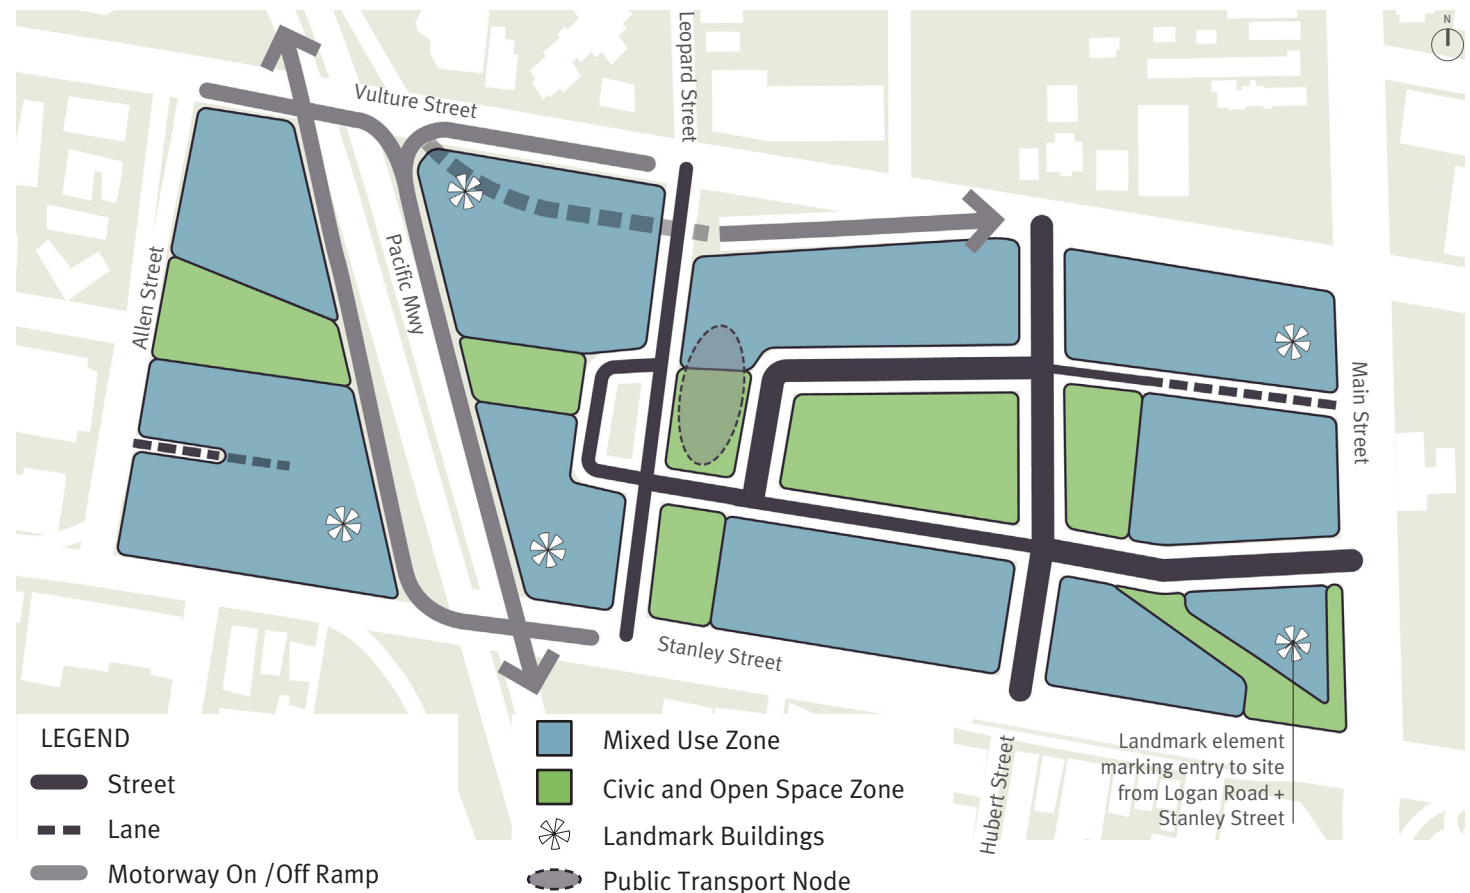 N
Leopard Street
Vulture Street
Allen Street
Pacific Mwy
Main Street
Stanley Street
Hubert Street
Landmark element
marking entry to site
from Logan Road +
Stanley Street
LEGEND
Street
Lane
Motorway On /Off Ramp
Mixed Use Zone
Civic and Open Space Zone
Landmark Buildings
Public Transport Node